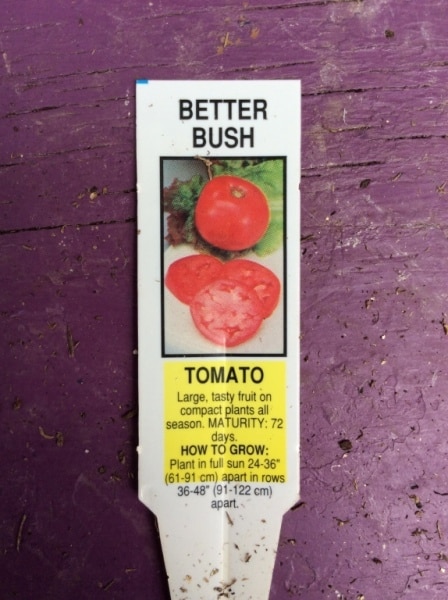 BETTER
BUSH
TOMATO
Large, tasty fruit on
compact plants all
season. MATURITY: 72
days.
HOW TO GROW:
Plant in full sun 24-36"
(61-91 cm) apart in rows
36-48" (91-122 cm)
apart.